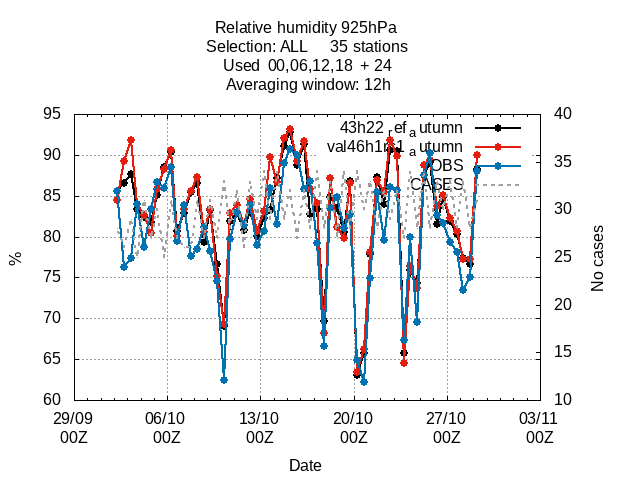 Relative humidity 925hPa
Selection: ALL 35 stations
Used 00,06,12,18 + 24
Averaging window: 12h
95
90
85
80
75
70
65
60
40
35
30
25
20
15
10
%
No cases
43h22refautumn
OBS
CASES
29/09 06/10 13/10 20/10 27/10 03/11
00Z 00Z 00Z 00Z 00Z 00Z
Date